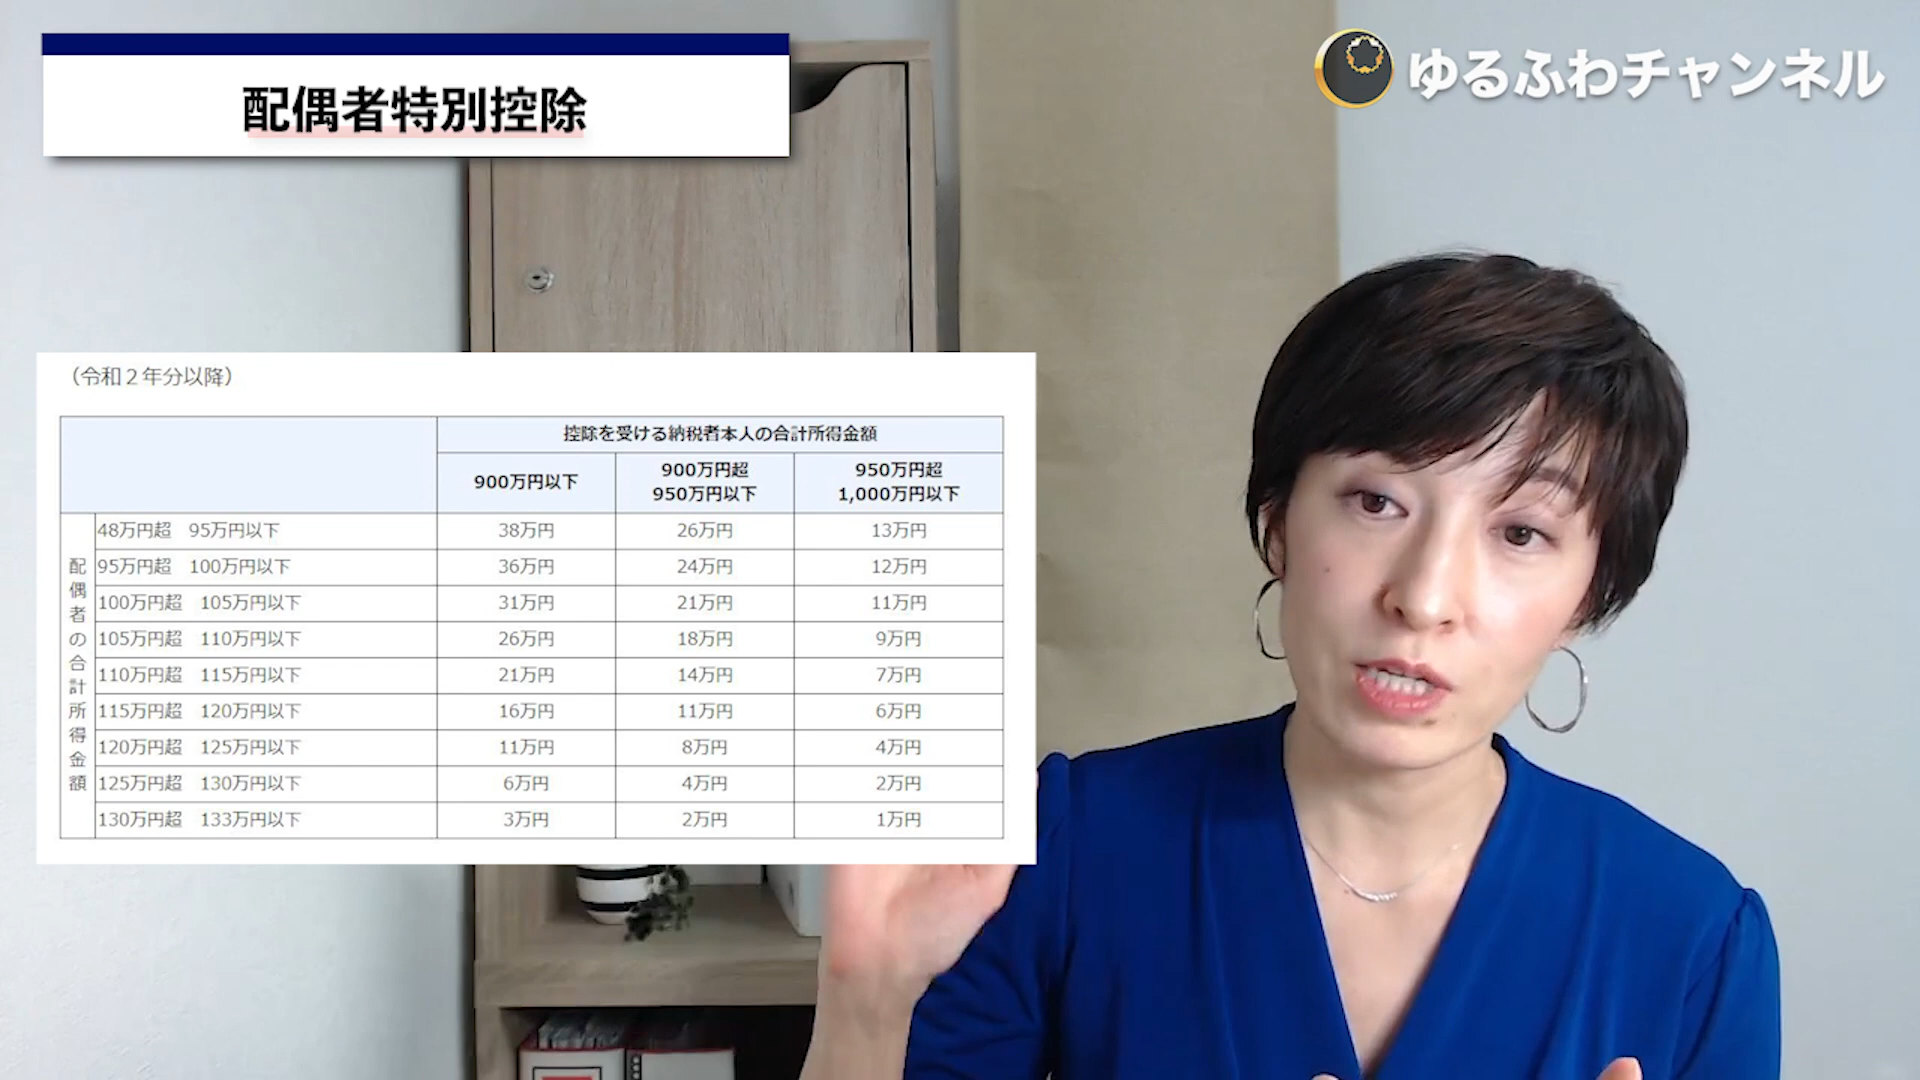 配偶者特別控除
ゆるふわチャンネル
（令和２年分以降）
控除を受ける納税者本人の合計所得金額
900万円以下
900万円超
950万円以下
950万円超
1,000万円以下
配偶者の合計所得金額
48万円超 95万円以下 38万円 26万円 13万円
95万円超 100万円以下 36万円 24万円 12万円
100万円超 105万円以下 31万円 21万円 11万円
105万円超 110万円以下 26万円 18万円 9万円
110万円超 115万円以下 21万円 14万円 7万円
115万円超 120万円以下 16万円 11万円 6万円
120万円超 125万円以下 11万円 8万円 4万円
125万円超 130万円以下 6万円 4万円 2万円
130万円超 133万円以下 3万円 2万円 1万円